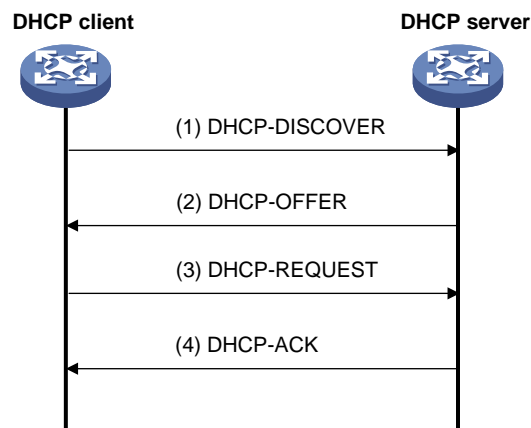 DHCP client
DHCP server
(1) DHCP-DISCOVER
(2) DHCP-OFFER
(3) DHCP-REQUEST
(4) DHCP-ACK